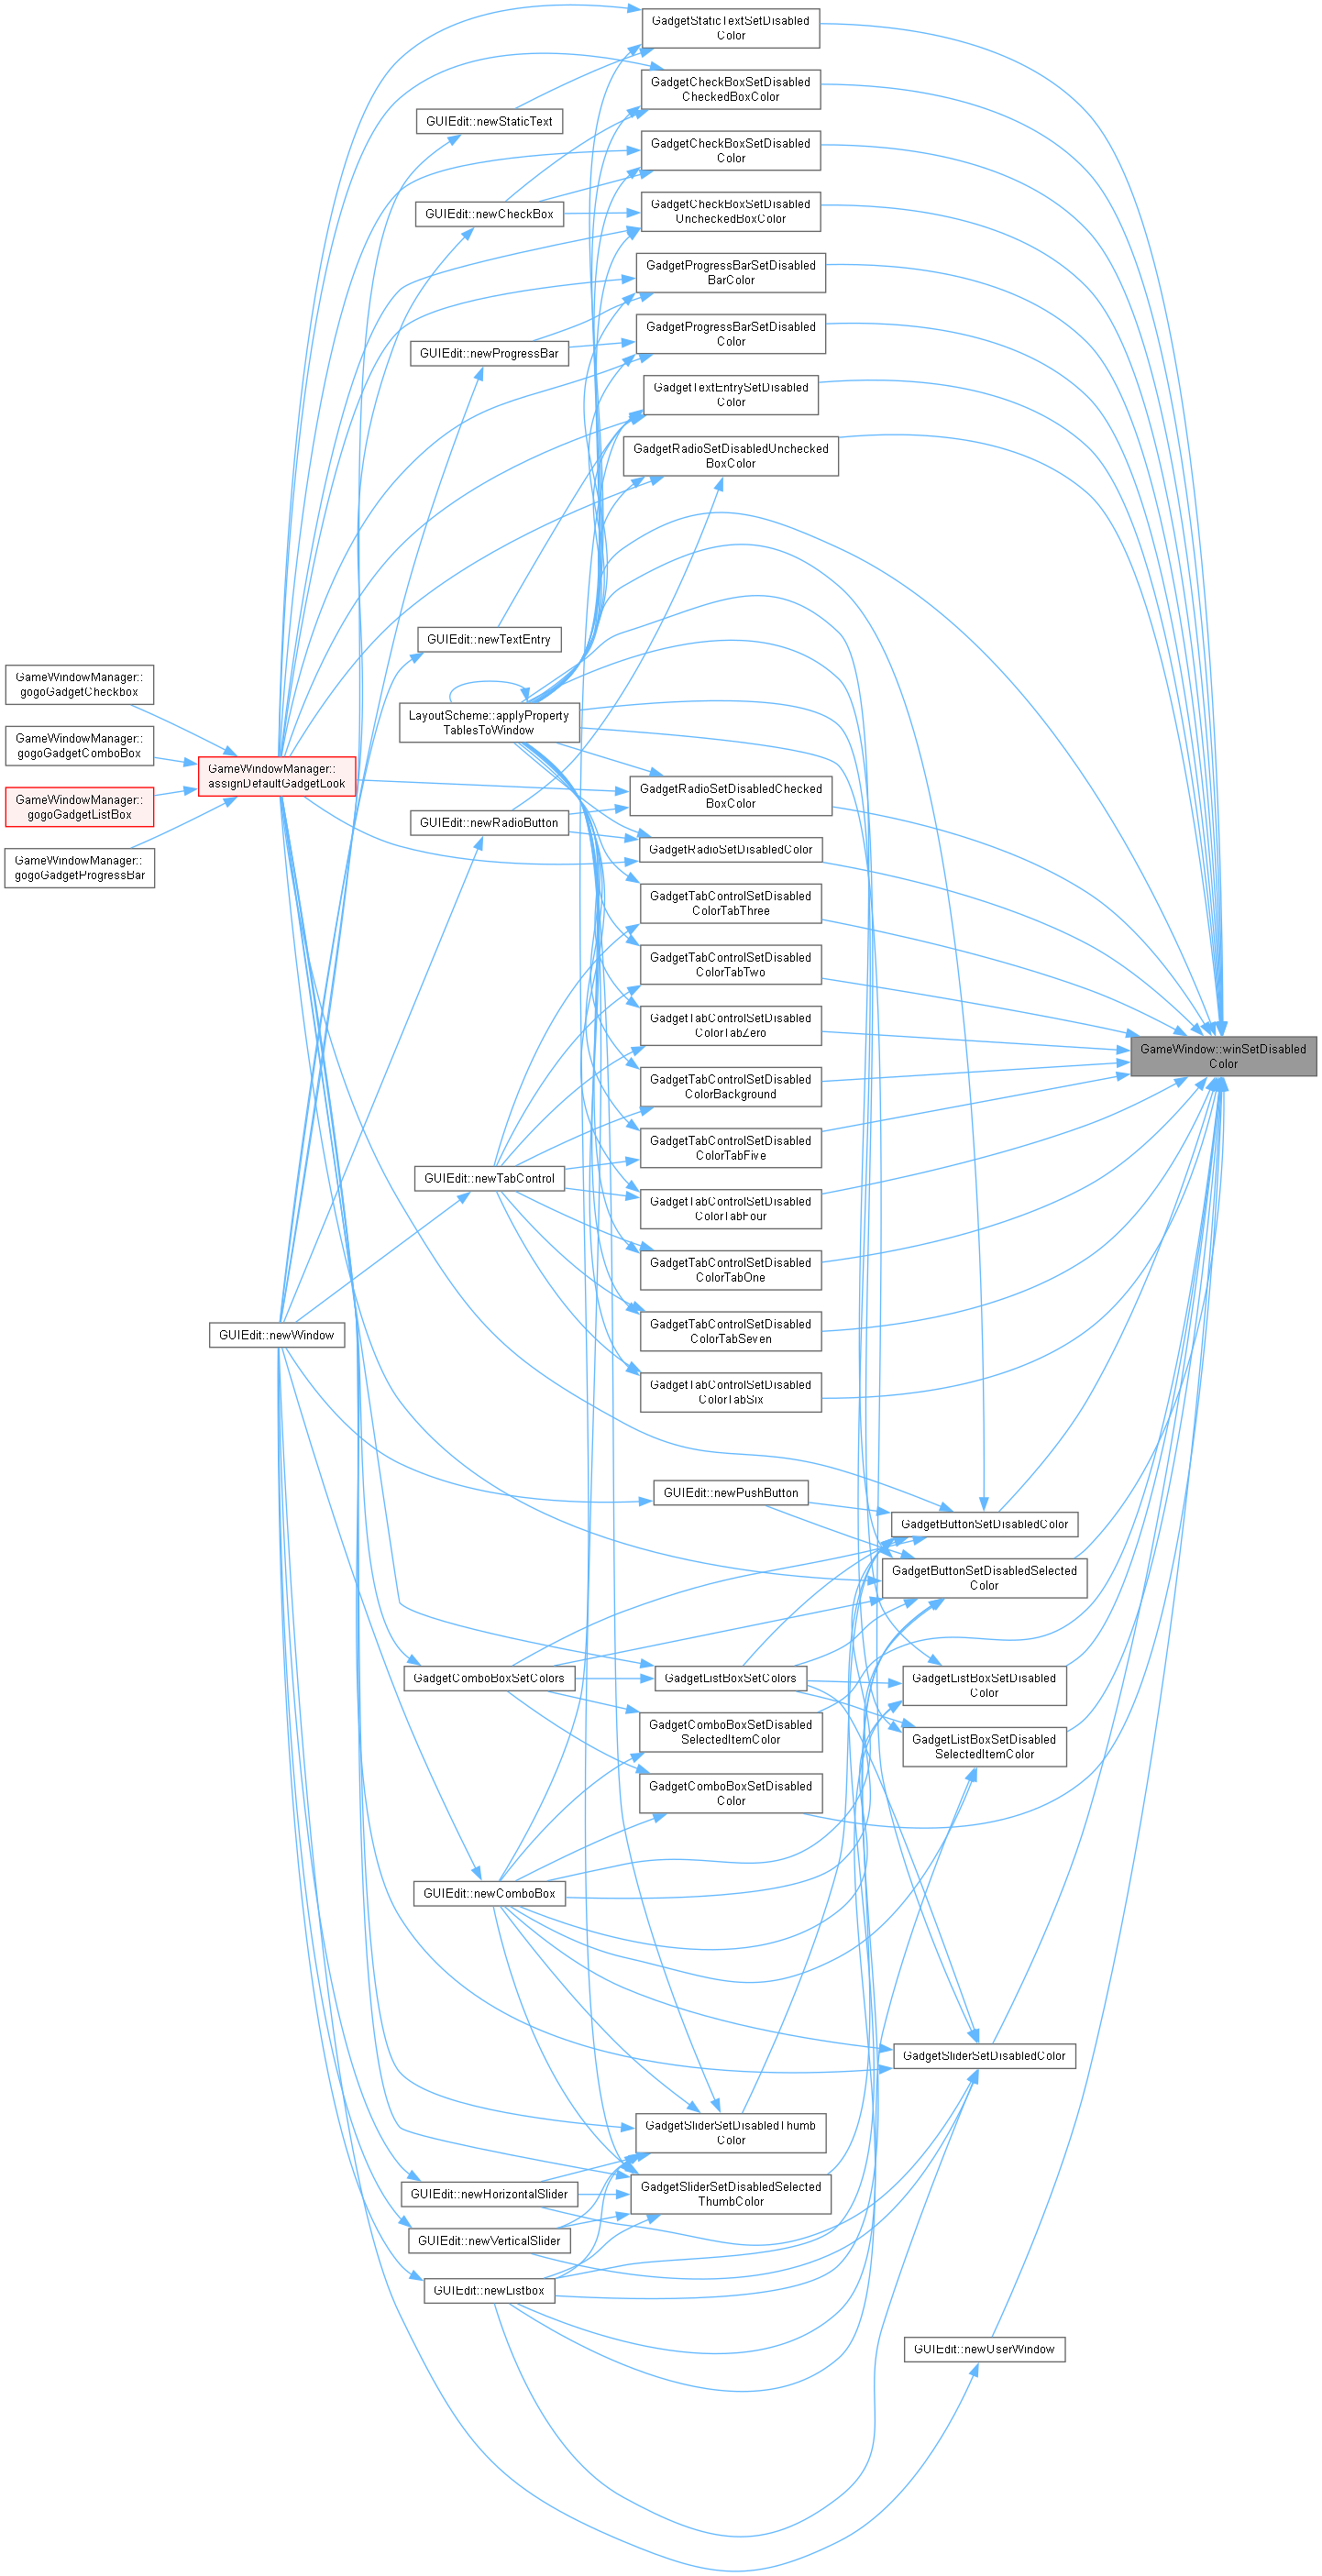 GadgetStaticTextSetDisabled
Color
GadgetCheckBoxSetDisabled
CheckedBoxColor
GUIEdit::newStaticText
GadgetCheckBoxSetDisabled
Color
GUIEdit::newCheckBox
GadgetCheckBoxSetDisabled
UncheckedBoxColor
GadgetProgressBarSetDisabled
BarColor
GadgetProgressBarSetDisabled
Color
GUIEdit::newProgressBar
GadgetTextEntrySetDisabled
Color
GadgetRadioSetDisabledUnchecked
BoxColor
GUIEdit::newTextEntry
GameWindowManager::
gogoGadgetCheckbox
LayoutScheme::applyProperty
TablesToWindow
GameWindowManager::
gogoGadgetComboBox
GameWindowManager::
assignDefaultGadgetLook
GadgetRadioSetDisabledChecked
BoxColor
GameWindowManager::
gogoGadgetListBox
GUIEdit::newRadioButton
GadgetRadioSetDisabledColor
GameWindowManager::
gogoGadgetProgressBar
GadgetTabControlSetDisabled
ColorTabThree
GadgetTabControlSetDisabled
ColorTabTwo
GadgetTabControlSetDisabled
ColorTabZero
GameWindow::winSetDisabled
Color
GadgetTabControlSetDisabled
ColorBackground
GadgetTabControlSetDisabled
ColorTabFive
GUIEdit::newTabControl
GadgetTabControlSetDisabled
ColorTabFour
GadgetTabControlSetDisabled
ColorTabOne
GadgetTabControlSetDisabled
ColorTabSeven
GUIEdit::newWindow
GadgetTabControlSetDisabled
ColorTabSix
GUIEdit::newPushButton
GadgetButtonSetDisabledColor
GadgetButtonSetDisabledSelected
Color
GadgetComboBoxSetColors
GadgetListBoxSetColors
GadgetListBoxSetDisabled
Color
GadgetComboBoxSetDisabled
SelectedItemColor
GadgetListBoxSetDisabled
SelectedItemColor
GadgetComboBoxSetDisabled
Color
GUIEdit::newComboBox
GadgetSliderSetDisabledColor
GadgetSliderSetDisabledThumb
Color
GUIEdit::newHorizontalSlider
GadgetSliderSetDisabledSelected
ThumbColor
GUIEdit::newVerticalSlider
GUIEdit::newListbox
GUIEdit::newUserWindow